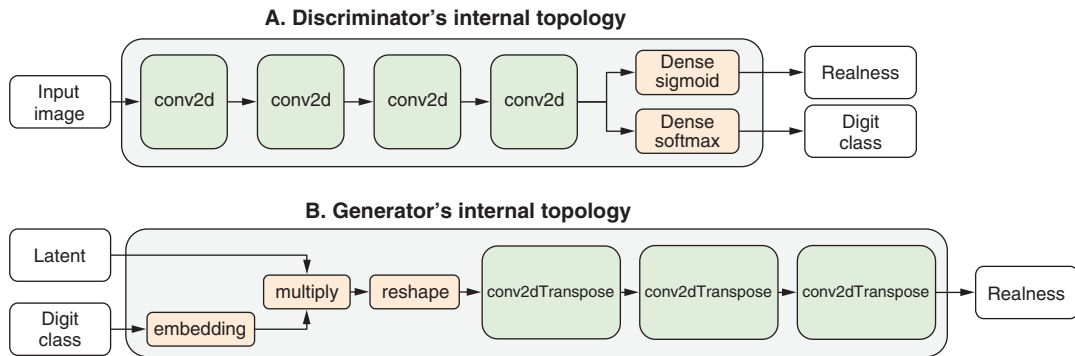 A. Discriminator's internal topology
Input
image
conv2d
conv2d
conv2d
conv2d
Dense
sigmoid
Dense
softmax
Realness
Digit
class
B. Generator's internal topology
Latent
Digit
class
embedding
multiply
reshape
conv2dTranspose
conv2dTranspose
conv2dTranspose
Realness